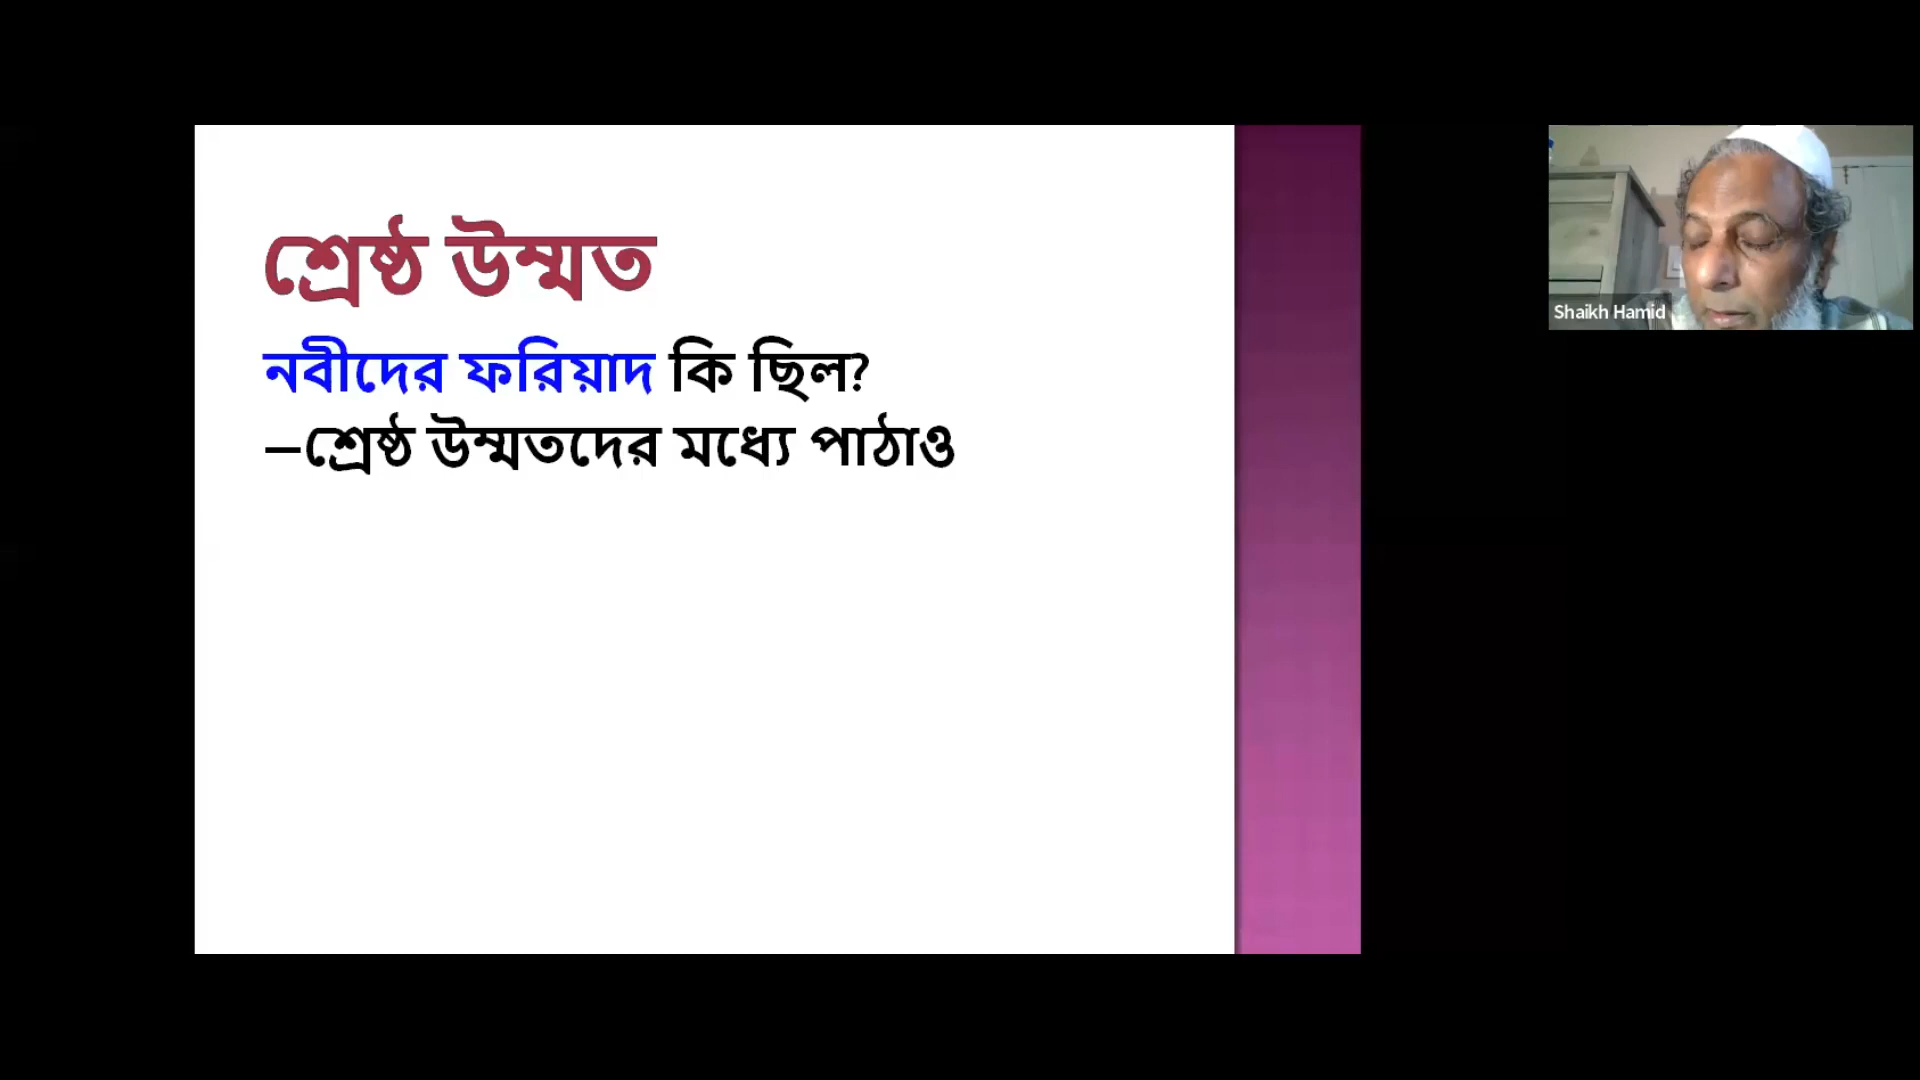 শ্রেষ্ঠ উম্মত
নবীদের ফরিয়াদ কি ছিল?
—শ্রেষ্ঠ উম্মতদের মধ্যে পাঠাও
Shaikh Hamid